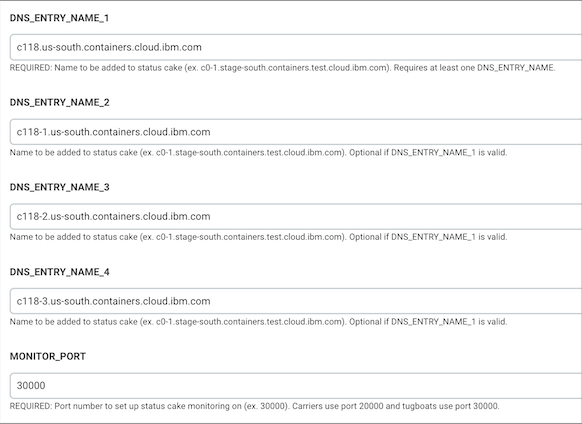 DNS_ENTRY_NAME_1
c118.us-south.containers.cloud.ibm.com
REQUIRED: Name to be added to status cake (ex. c0-1.stage-south.containers.test.cloud.ibm.com). Requires at least one DNS_ENTRY_NAME.
DNS_ENTRY_NAME_2
c118-1.us-south.containers.cloud.ibm.com
Name to be added to status cake (ex. c0-1.stage-south.containers.test.cloud.ibm.com). Optional if DNS_ENTRY_NAME_1 is valid.
DNS_ENTRY_NAME_3
c118-2.us-south.containers.cloud.ibm.com
Name to be added to status cake (ex. c0-1.stage-south.containers.test.cloud.ibm.com). Optional if DNS_ENTRY_NAME_1 is valid.
DNS_ENTRY_NAME_4
c118-3.us-south.containers.cloud.ibm.com
Name to be added to status cake (ex. c0-1.stage-south.containers.test.cloud.ibm.com). Optional if DNS_ENTRY_NAME_1 is valid.
MONITOR_PORT
30000
REQUIRED: Port number to set up status cake monitoring on (ex. 30000). Carriers use port 20000 and tugboats use port 30000.